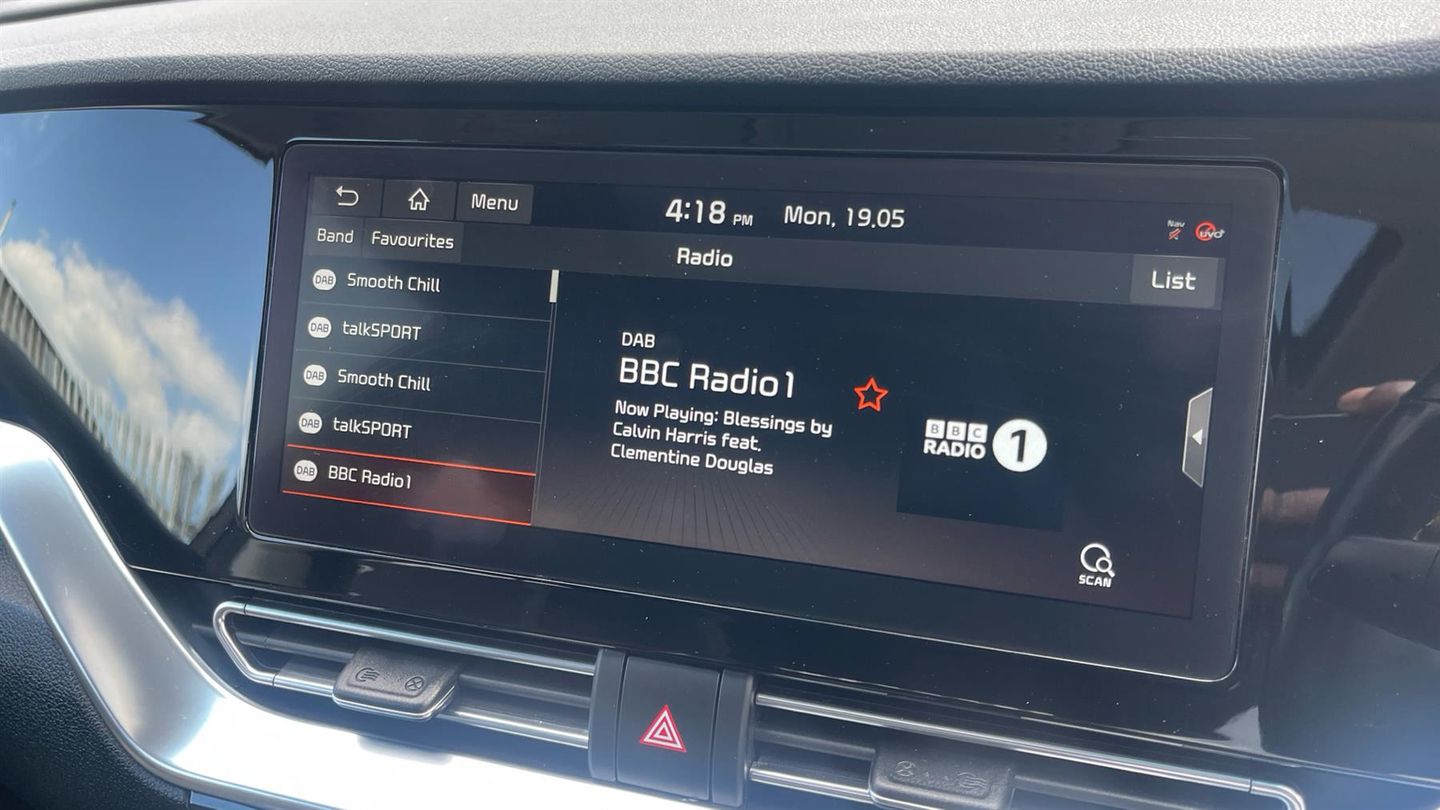 Menu
4:18 PM
Mon, 19.05
Nav
UVO
Band
Favourites
Radio
List
DAB Smooth Chill
DAB talkSPORT
DAB Smooth Chill
DAB talkSPORT
DAB BBC Radio1
DAB
BBC Radio1
Now Playing: Blessings by
Calvin Harris feat.
Clementine Douglas
BBC
RADIO 1
SCAN